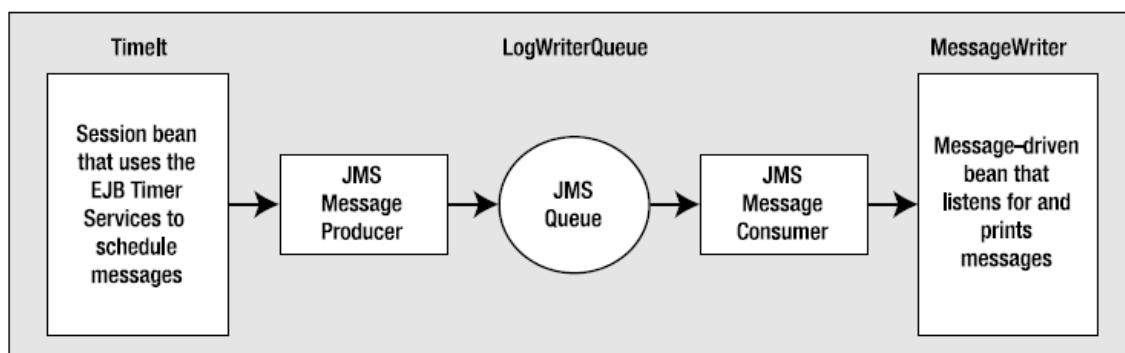 TimeIt
LogWriterQueue
MessageWriter
Session bean
that uses the
EJB Timer
Services to
schedule
messages
JMS
Message
Producer
JMS
Queue
JMS
Message
Consumer
Message–driven
bean that
listens for and
prints
messages